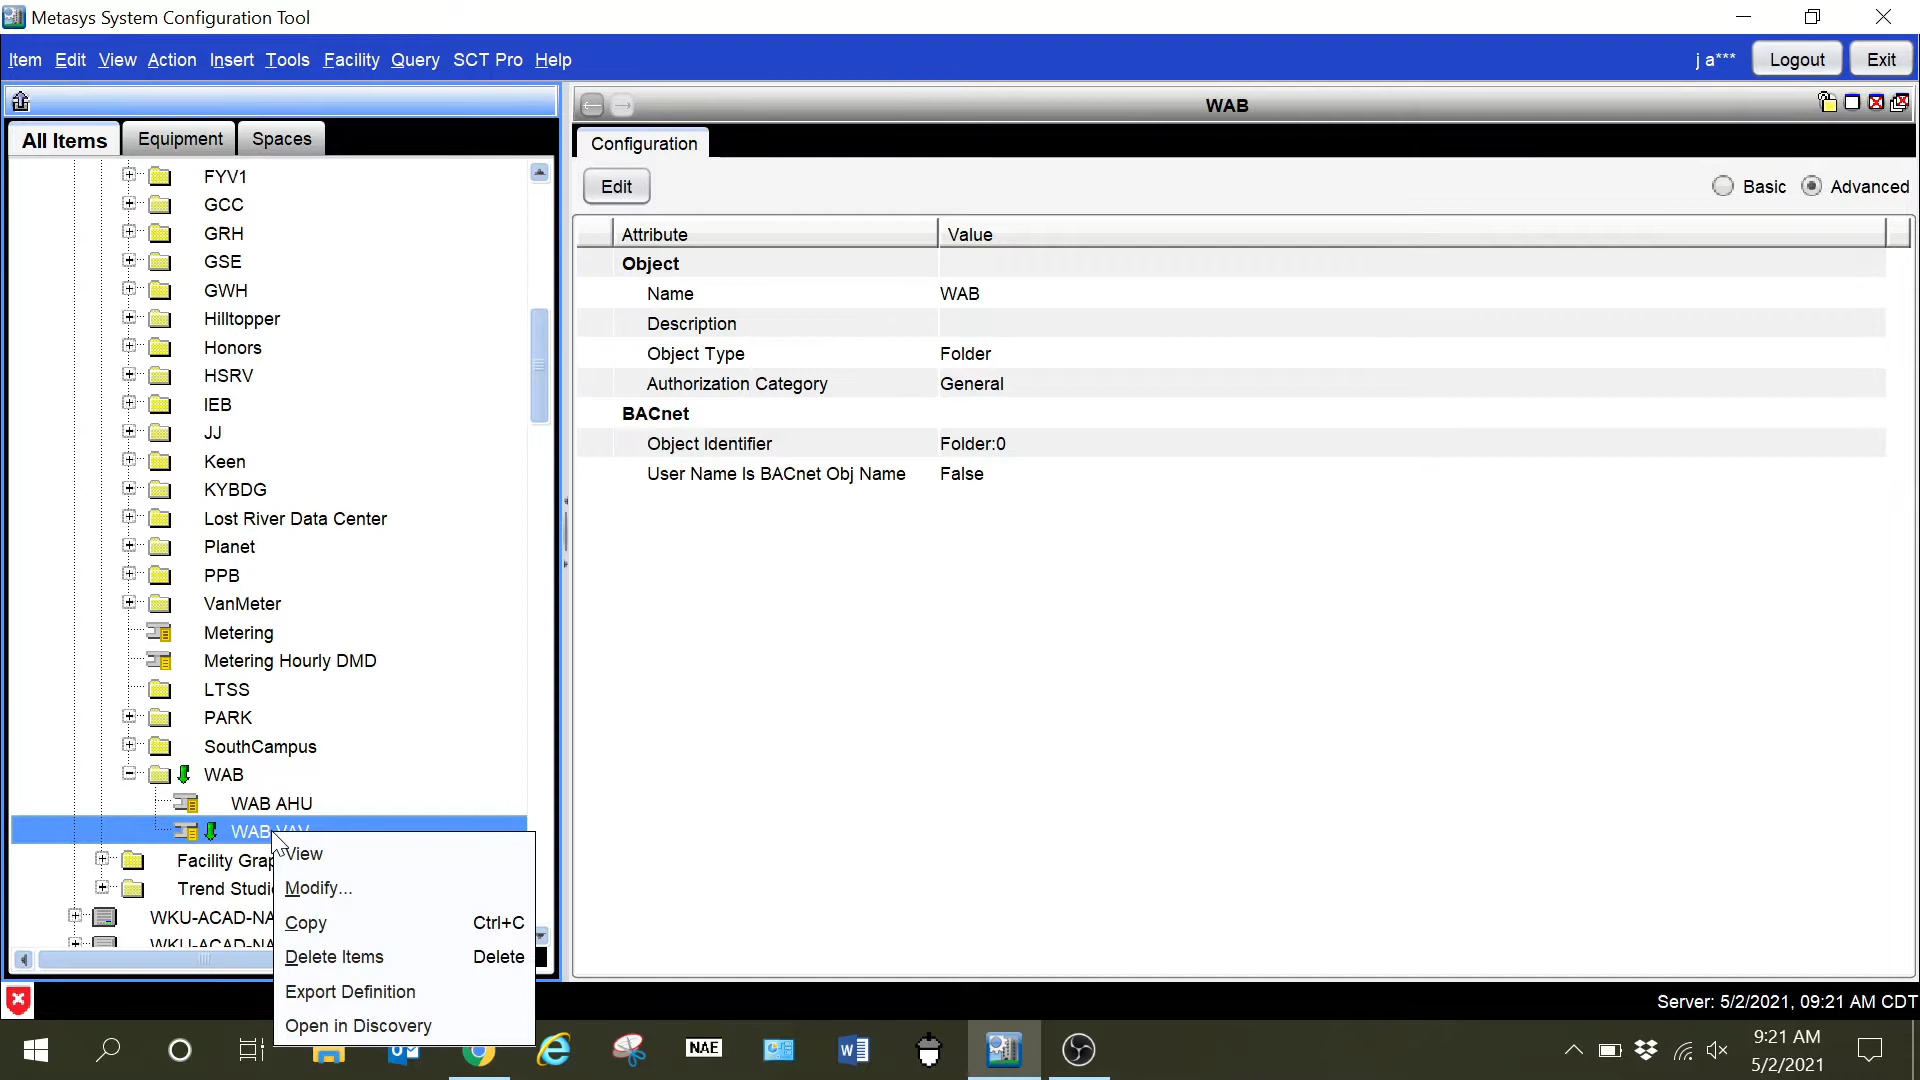 Metasys System Configuration Tool
Item Edit View Action Insert Tools Facility Query SCT Pro Help
j a*** Logout Exit
All Items Equipment Spaces
FYV1
GCC
GRH
GSE
GWH
Hilltopper
Honors
HSRV
IEB
JJ
Keen
KYBDG
Lost River Data Center
Planet
PPB
VanMeter
Metering
Metering Hourly DMD
LTSS
PARK
SouthCampus
WAB
WAB AHU
WAB VAV
Facility Grap
Trend Studi
WKU-ACAD-NA
WKU-ACAD-NA
View
Modify...
Copy Ctrl+C
Delete Items Delete
Export Definition
Open in Discovery
WAB
Configuration
Edit Basic Advanced
Attribute Value
Object
Name WAB
Description
Object Type Folder
Authorization Category General
BACnet
Object Identifier Folder:0
User Name Is BACnet Obj Name False
Server: 5/2/2021, 09:21 AM CDT
NAE
9:21 AM
5/2/2021